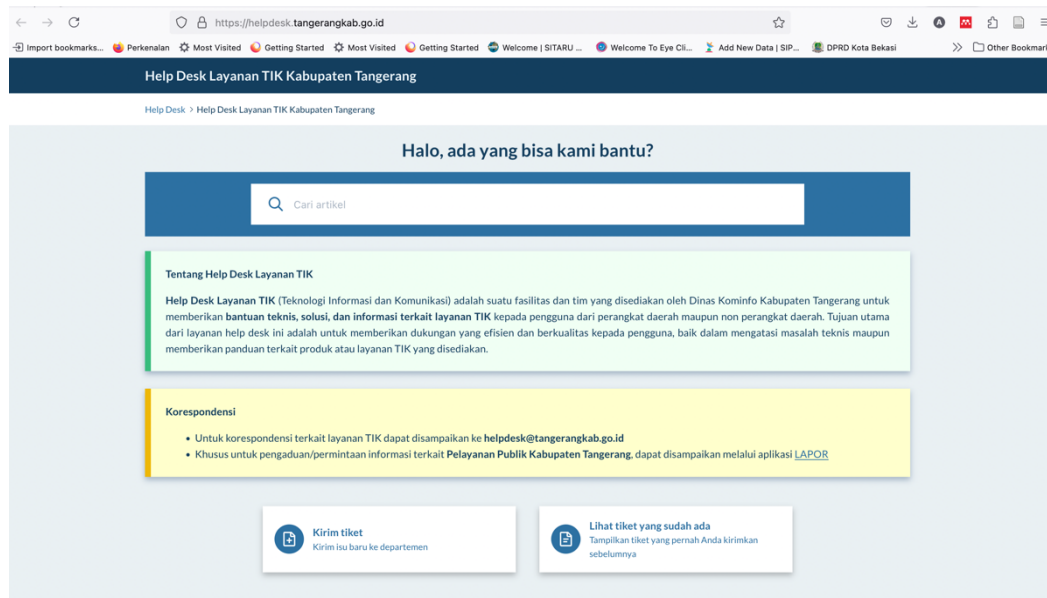 https://helpdesk.tangerangkab.go.id
Import bookmarks... Perkenalan Most Visited Getting Started Most Visited Getting Started Welcome | SITARU ... Welcome To Eye Cli... Add New Data | SIP... DPRD Kota Bekasi Other Bookmar
Help Desk Layanan TIK Kabupaten Tangerang
Help Desk > Help Desk Layanan TIK Kabupaten Tangerang
Halo, ada yang bisa kami bantu?
Cari artikel
Tentang Help Desk Layanan TIK
Help Desk Layanan TIK (Teknologi Informasi dan Komunikasi) adalah suatu fasilitas dan tim yang disediakan oleh Dinas Kominfo Kabupaten Tangerang untuk
memberikan bantuan teknis, solusi, dan informasi terkait layanan TIK kepada pengguna dari perangkat daerah maupun non perangkat daerah. Tujuan utama
dari layanan help desk ini adalah untuk memberikan dukungan yang efisien dan berkualitas kepada pengguna, baik dalam mengatasi masalah teknis maupun
memberikan panduan terkait produk atau layanan TIK yang disediakan.
Korespondensi
• Untuk korespondensi terkait layanan TIK dapat disampaikan ke helpdesk@tangerangkab.go.id
• Khusus untuk pengaduan/permintaan informasi terkait Pelayanan Publik Kabupaten Tangerang, dapat disampaikan melalui aplikasi LAPOR
Kirim tiket
Kirim isu baru ke departemen
Lihat tiket yang sudah ada
Tampilkan tiket yang pernah Anda kirimkan
sebelumnya